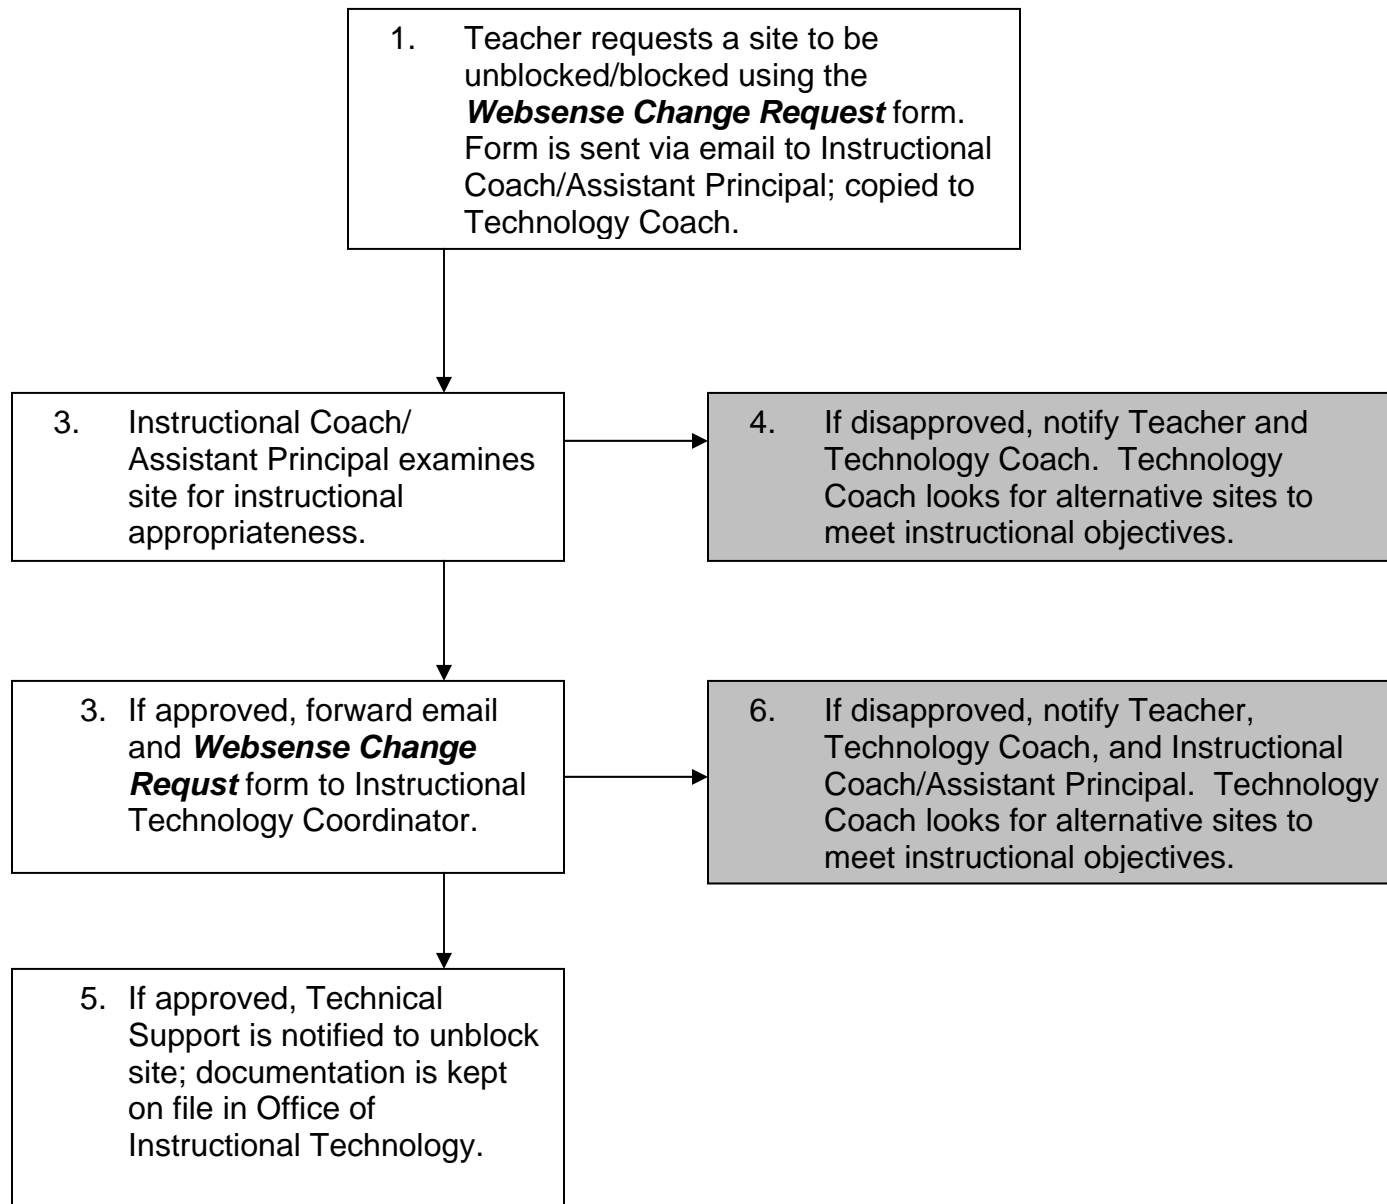 1. Teacher requests a site to be
unblocked/blocked using the
Websense Change Request form.
Form is sent via email to Instructional
Coach/Assistant Principal; copied to
Technology Coach.
3. Instructional Coach/
Assistant Principal examines
site for instructional
appropriateness.
4. If disapproved, notify Teacher and
Technology Coach. Technology
Coach looks for alternative sites to
meet instructional objectives.
3. If approved, forward email
and Websense Change
Requst form to Instructional
Technology Coordinator.
6. If disapproved, notify Teacher,
Technology Coach, and Instructional
Coach/Assistant Principal. Technology
Coach looks for alternative sites to
meet instructional objectives.
5. If approved, Technical
Support is notified to unblock
site; documentation is kept
on file in Office of
Instructional Technology.